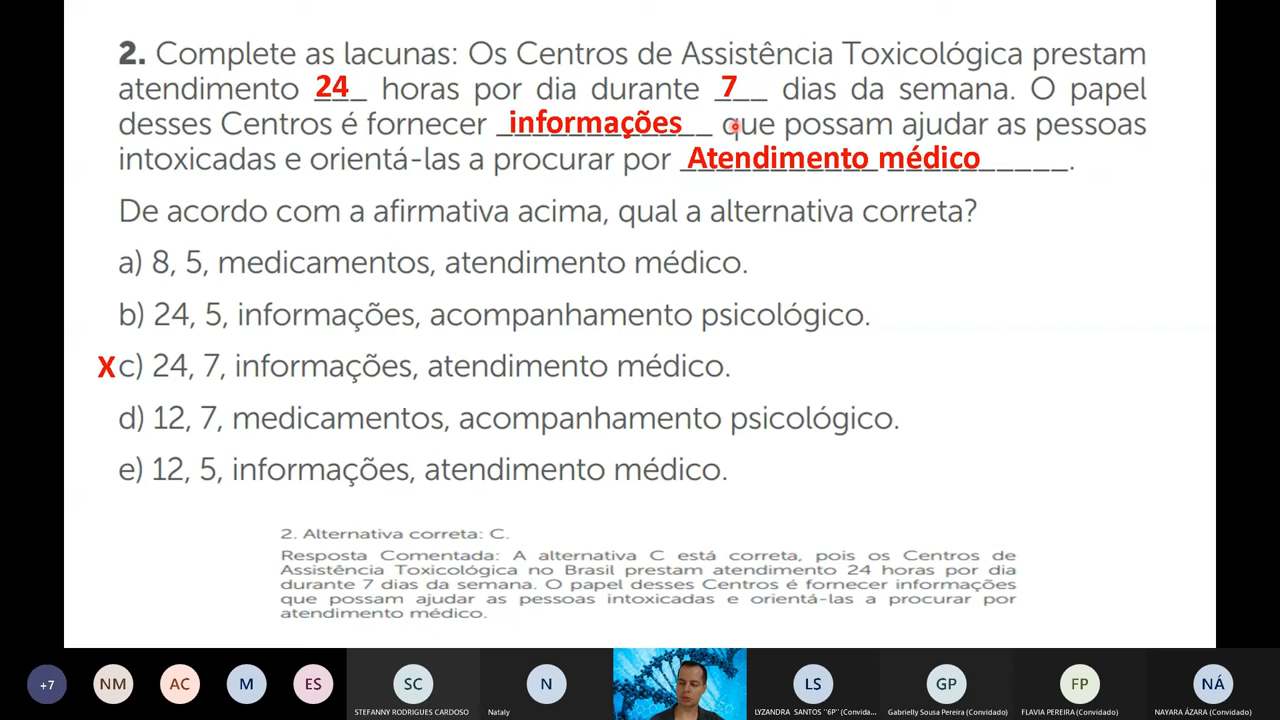 2. Complete as lacunas: Os Centros de Assistência Toxicológica prestam
atendimento 24 horas por dia durante 7 dias da semana. O papel
desses Centros é fornecer informações que possam ajudar as pessoas
intoxicadas e orientá-las a procurar por Atendimento médico.
De acordo com a afirmativa acima, qual a alternativa correta?
a) 8, 5, medicamentos, atendimento médico.
b) 24, 5, informações, acompanhamento psicológico.
X c) 24, 7, informações, atendimento médico.
d) 12, 7, medicamentos, acompanhamento psicológico.
e) 12, 5, informações, atendimento médico.
2. Alternativa correta: C.
Resposta Comentada: A alternativa C está correta, pois os Centros de
Assistência Toxicológica no Brasil prestam atendimento 24 horas por dia
durante 7 dias da semana. O papel desses Centros é fornecer informações
que possam ajudar as pessoas intoxicadas e orientá-las a procurar por
atendimento médico.
+7 NM AC M ES SC N LS GP FP NÁ
STEFANNY RODRIGUES CARDOSO Nataly LYZANDRA SANTOS "6P" (Convida... Gabrielly Sousa Pereira (Convidado) FLAVIA PEREIRA (Convidado) NAYARA ÁZARA (Convidado)